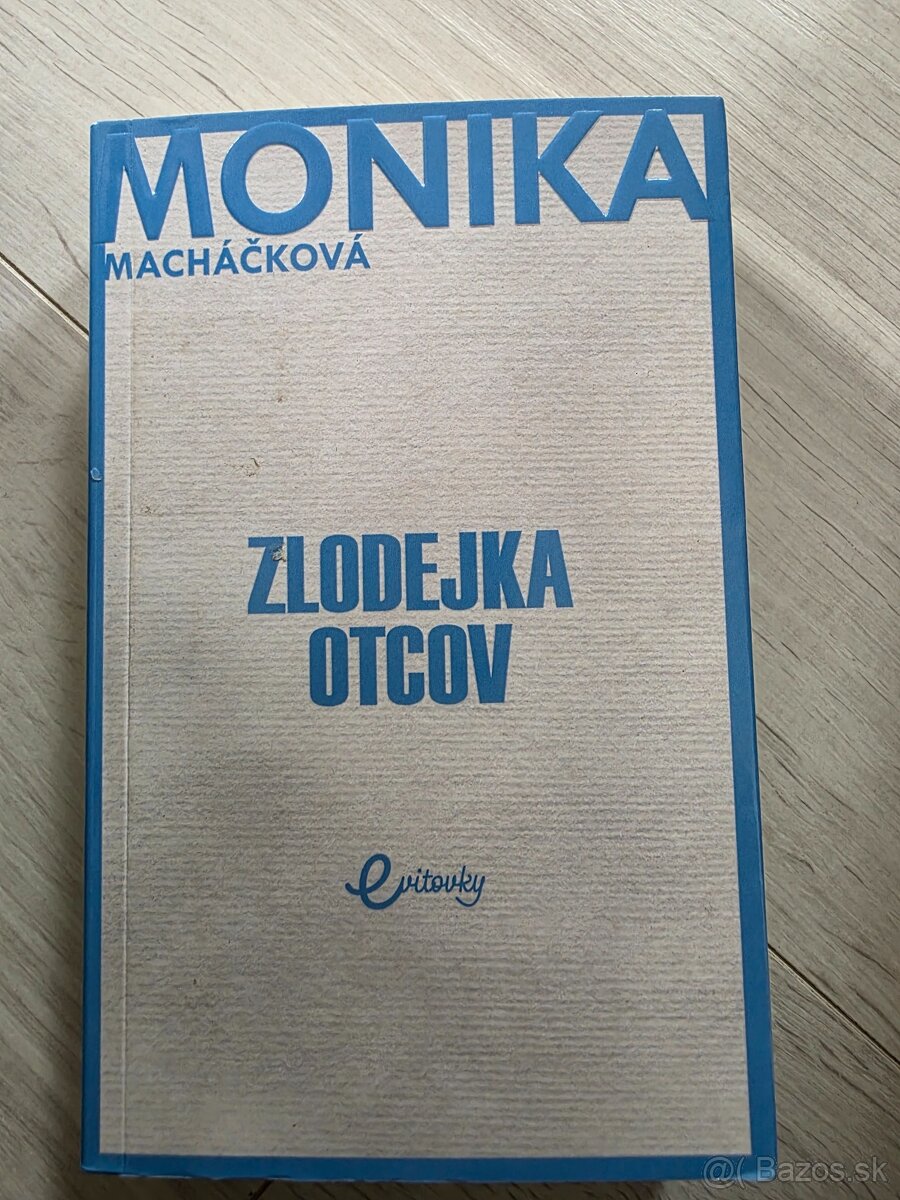 MONIKA
MACHÁČKOVÁ
ZLODEJKA
OTCOV
evitovky
@( Bazos.sk